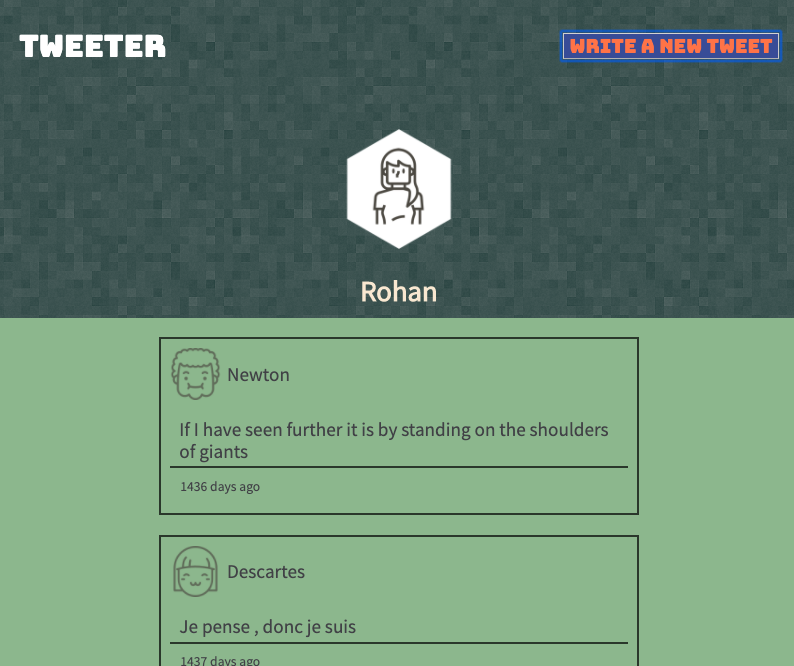 TWEETER
WRITE A NEW TWEET
Rohan
Newton
If I have seen further it is by standing on the shoulders
of giants
1436 days ago
Descartes
Je pense , donc je suis
1437 days ago